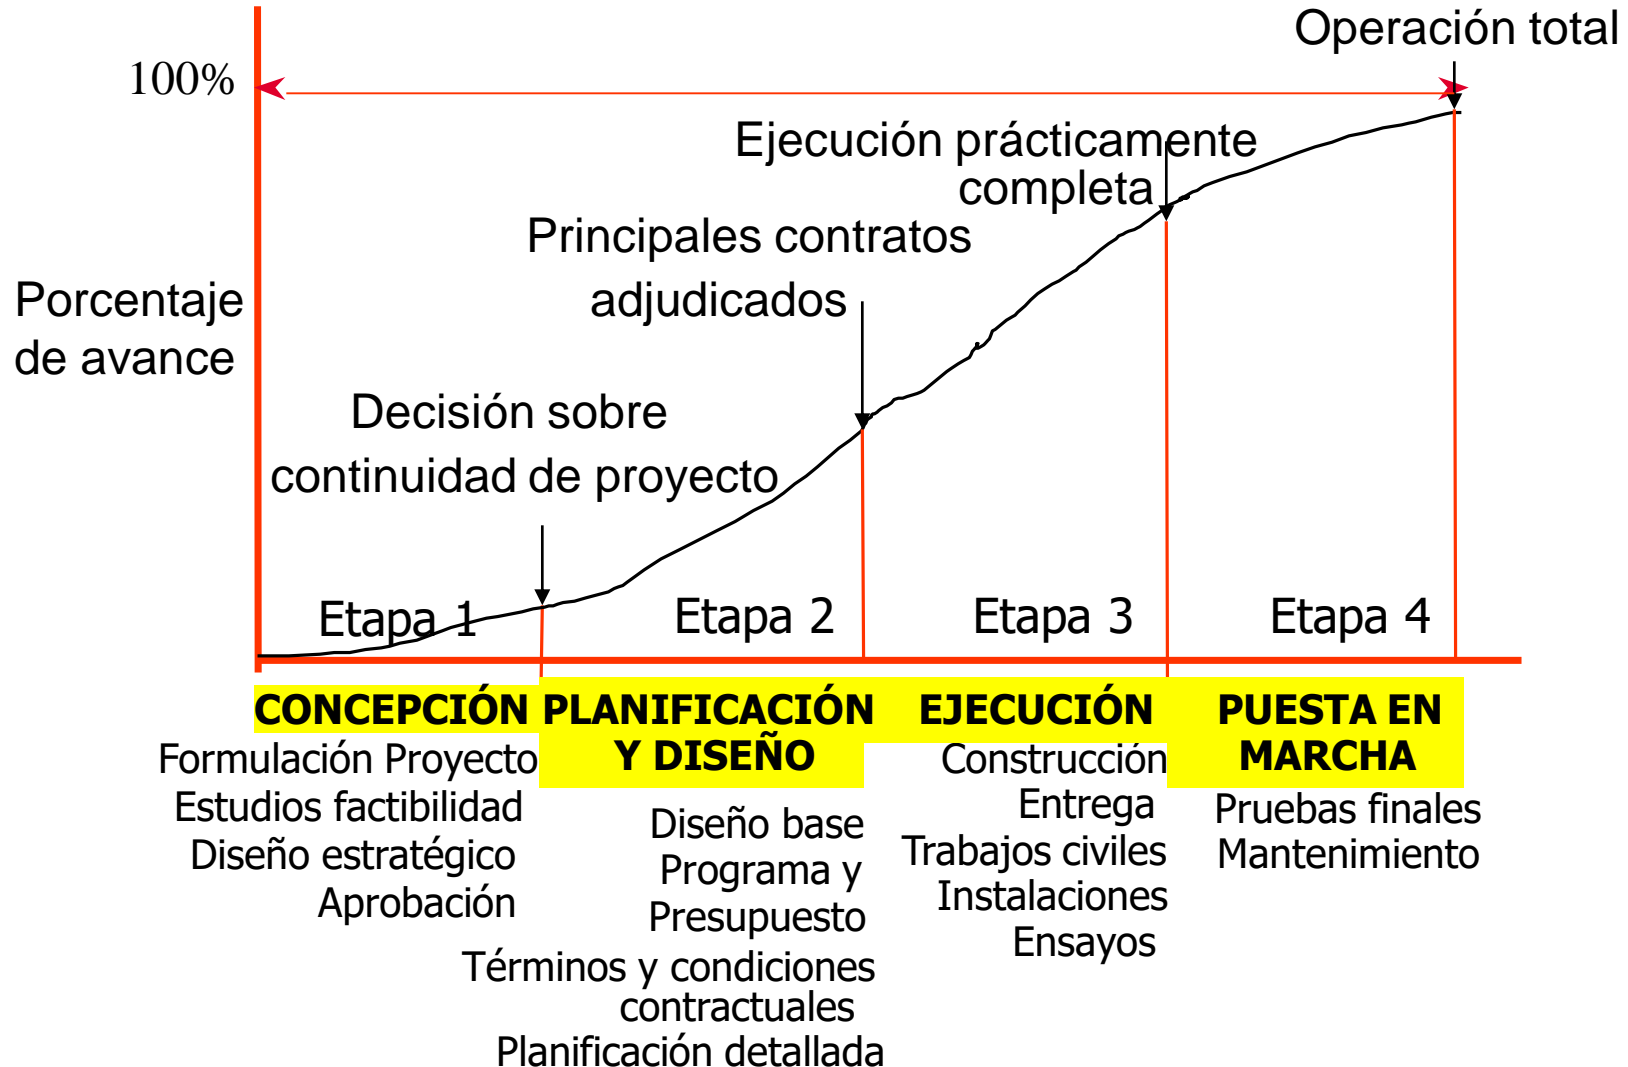 Operación total
100%
Ejecución prácticamente
completa
Principales contratos
adjudicados
Porcentaje
de avance
Decisión sobre
continuidad de proyecto
Etapa 1
Etapa 2
Etapa 3
Etapa 4
CONCEPCIÓN
Formulación Proyecto
Estudios factibilidad
Diseño estratégico
Aprobación
PLANIFICACIÓN
Y DISEÑO
Diseño base
Programa y
Presupuesto
Términos y condiciones
contractuales
Planificación detallada
EJECUCIÓN
Construcción
Entrega
Trabajos civiles
Instalaciones
Ensayos
PUESTA EN
MARCHA
Pruebas finales
Mantenimiento